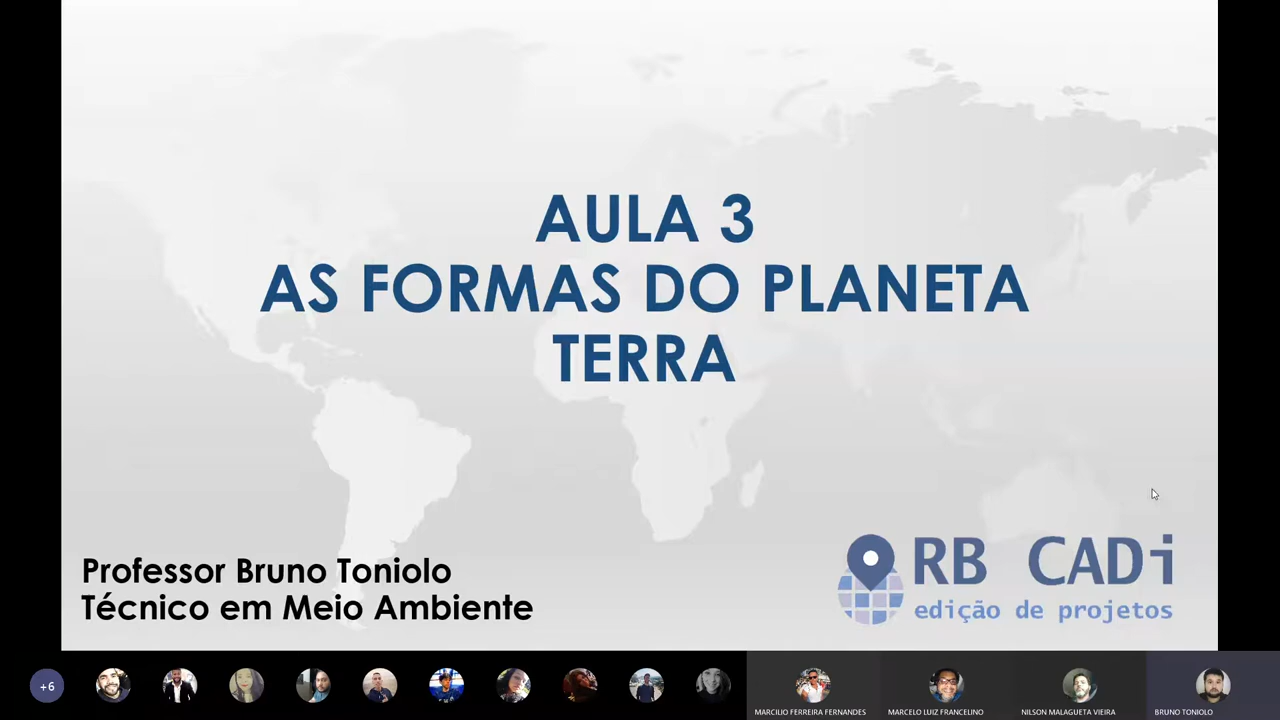 AULA 3
AS FORMAS DO PLANETA
TERRA
Professor Bruno Toniolo
Técnico em Meio Ambiente
RB CADi
edição de projetos
+6
MARCILIO FERREIRA FERNANDES
MARCELO LUIZ FRANCELINO
NILSON MALAGUETA VIEIRA
BRUNO TONIOLO